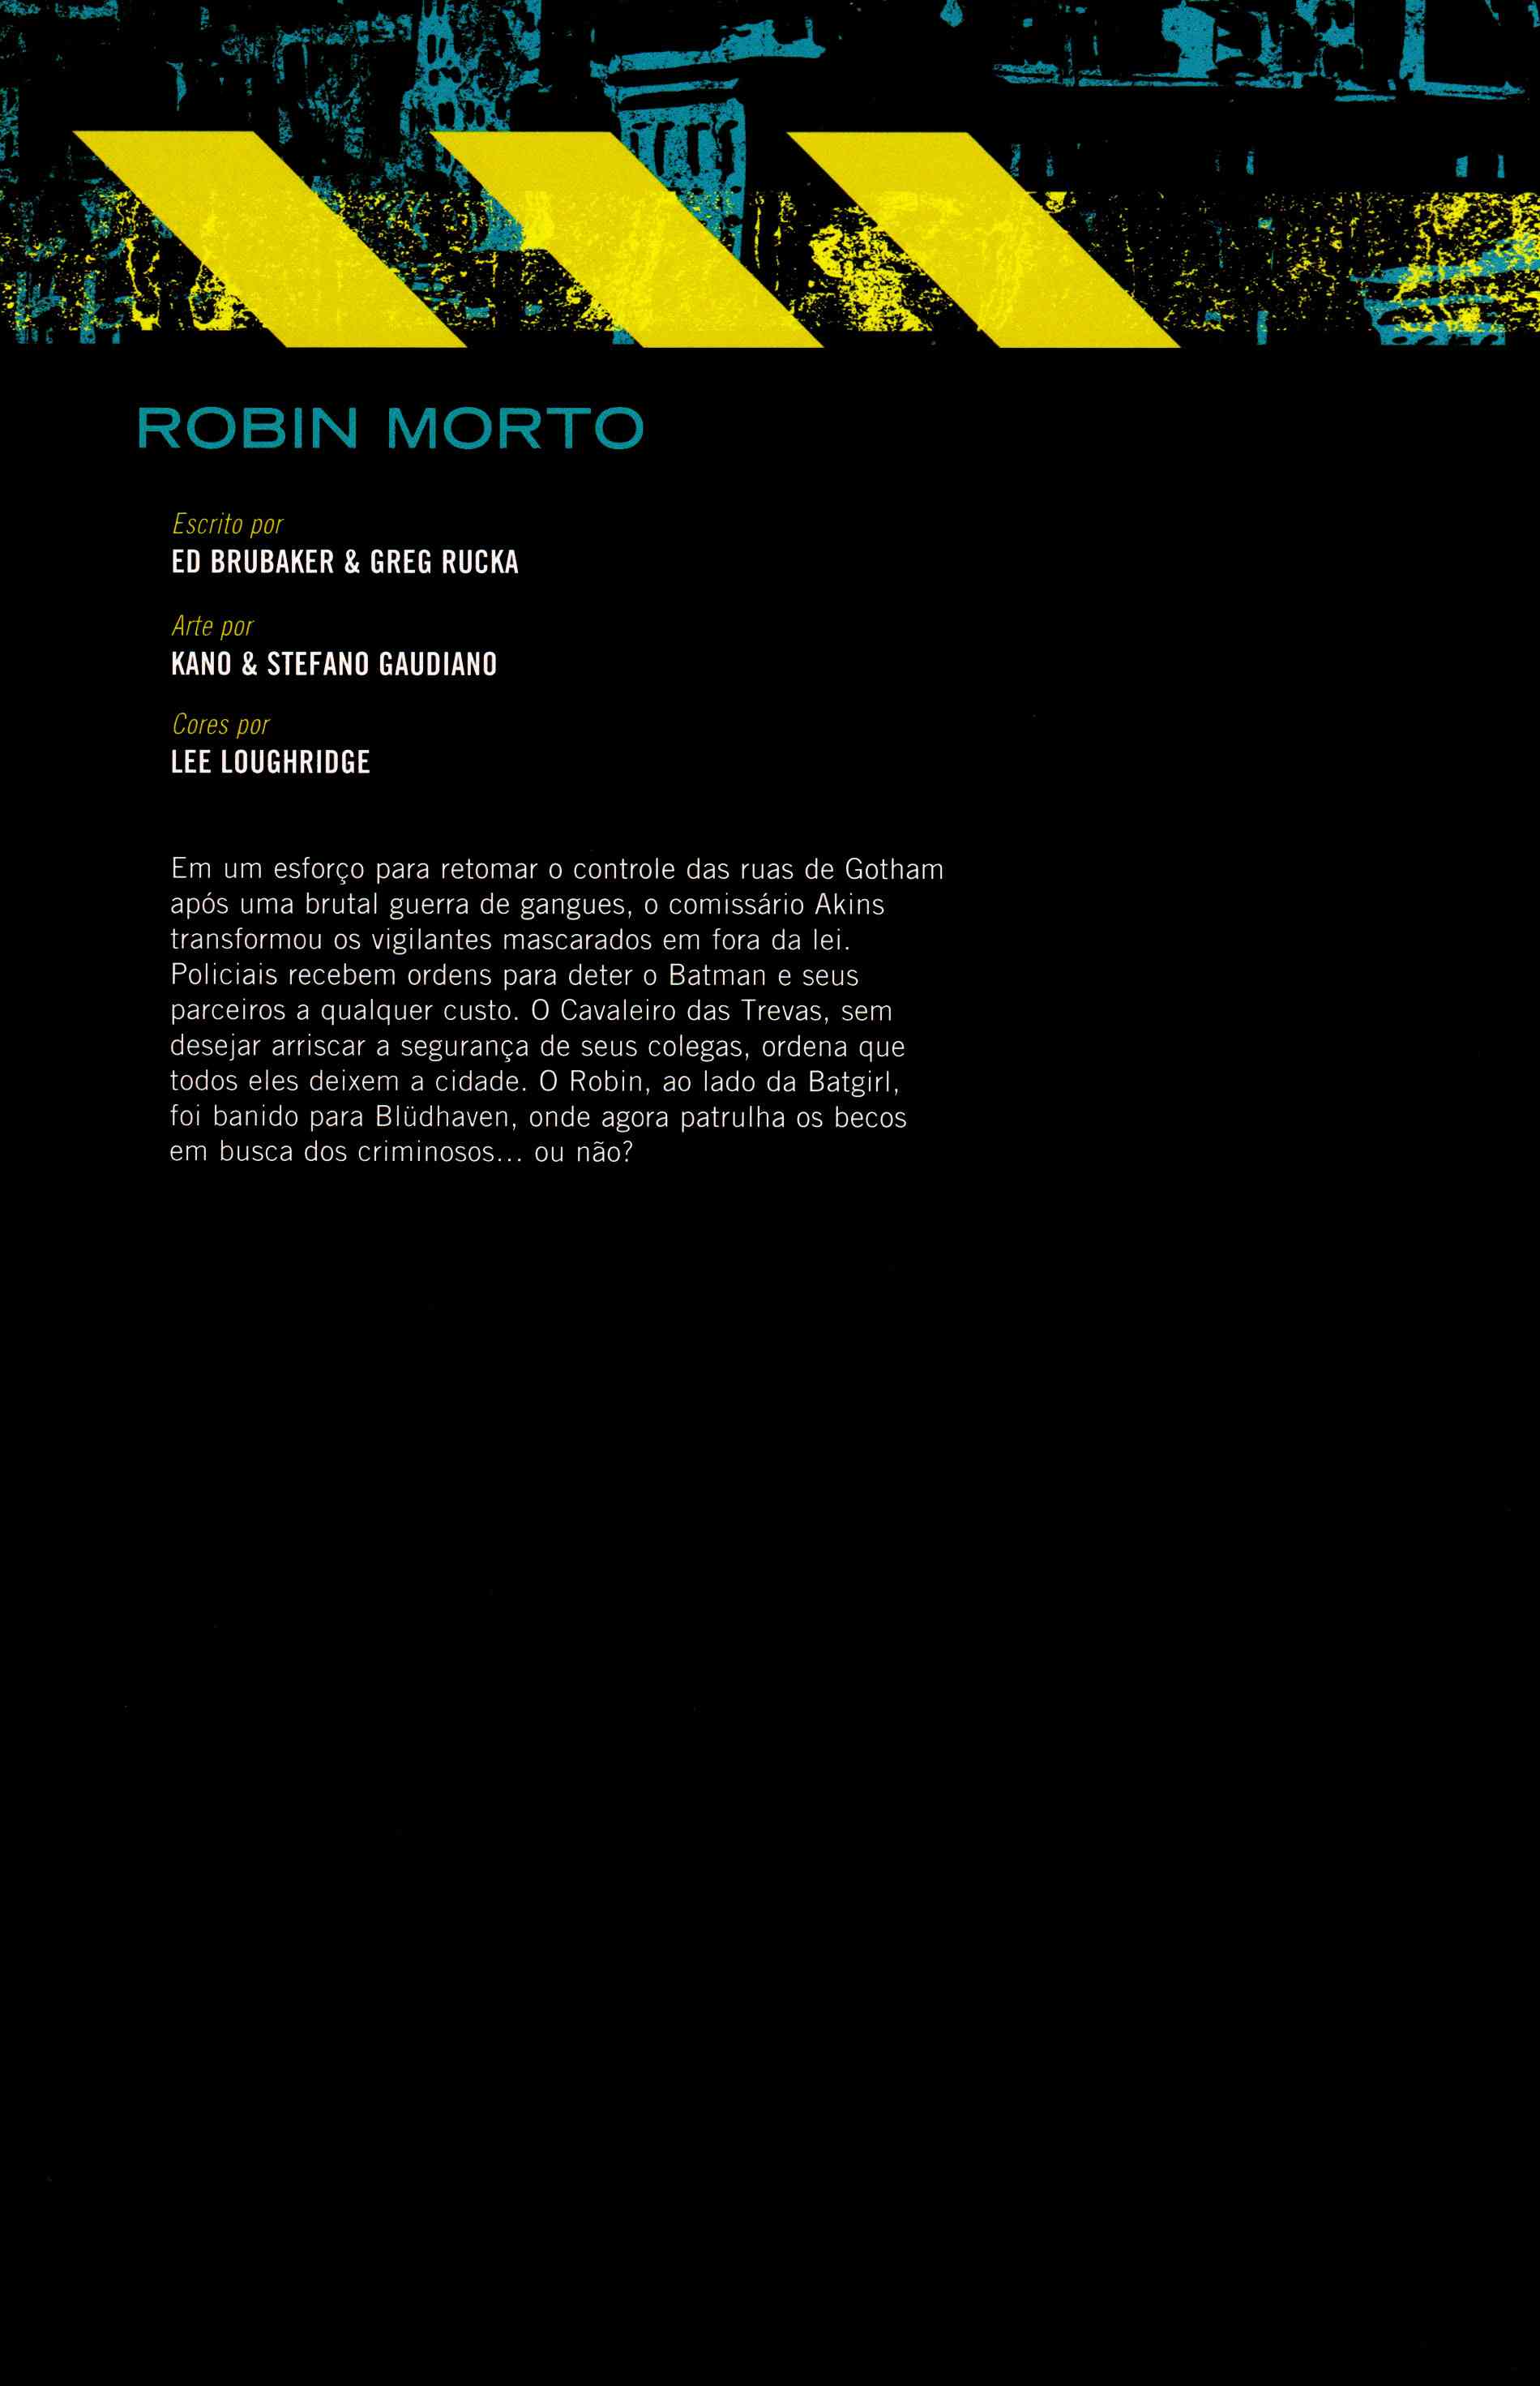 ROBIN MORTO
Escrito por
ED BRUBAKER & GREG RUCKA
Arte por
KANO & STEFANO GAUDIANO
Cores por
LEE LOUGHRIDGE
Em um esforço para retomar o controle das ruas de Gotham
após uma brutal guerra de gangues, o comissário Akins
transformou os vigilantes mascarados em fora da lei.
Policiais recebem ordens para deter o Batman e seus
parceiros a qualquer custo. O Cavaleiro das Trevas, sem
desejar arriscar a segurança de seus colegas, ordena que
todos eles deixem a cidade. O Robin, ao lado da Batgirl,
foi banido para Blüdhaven, onde agora patrulha os becos
em busca dos criminosos... ou não?